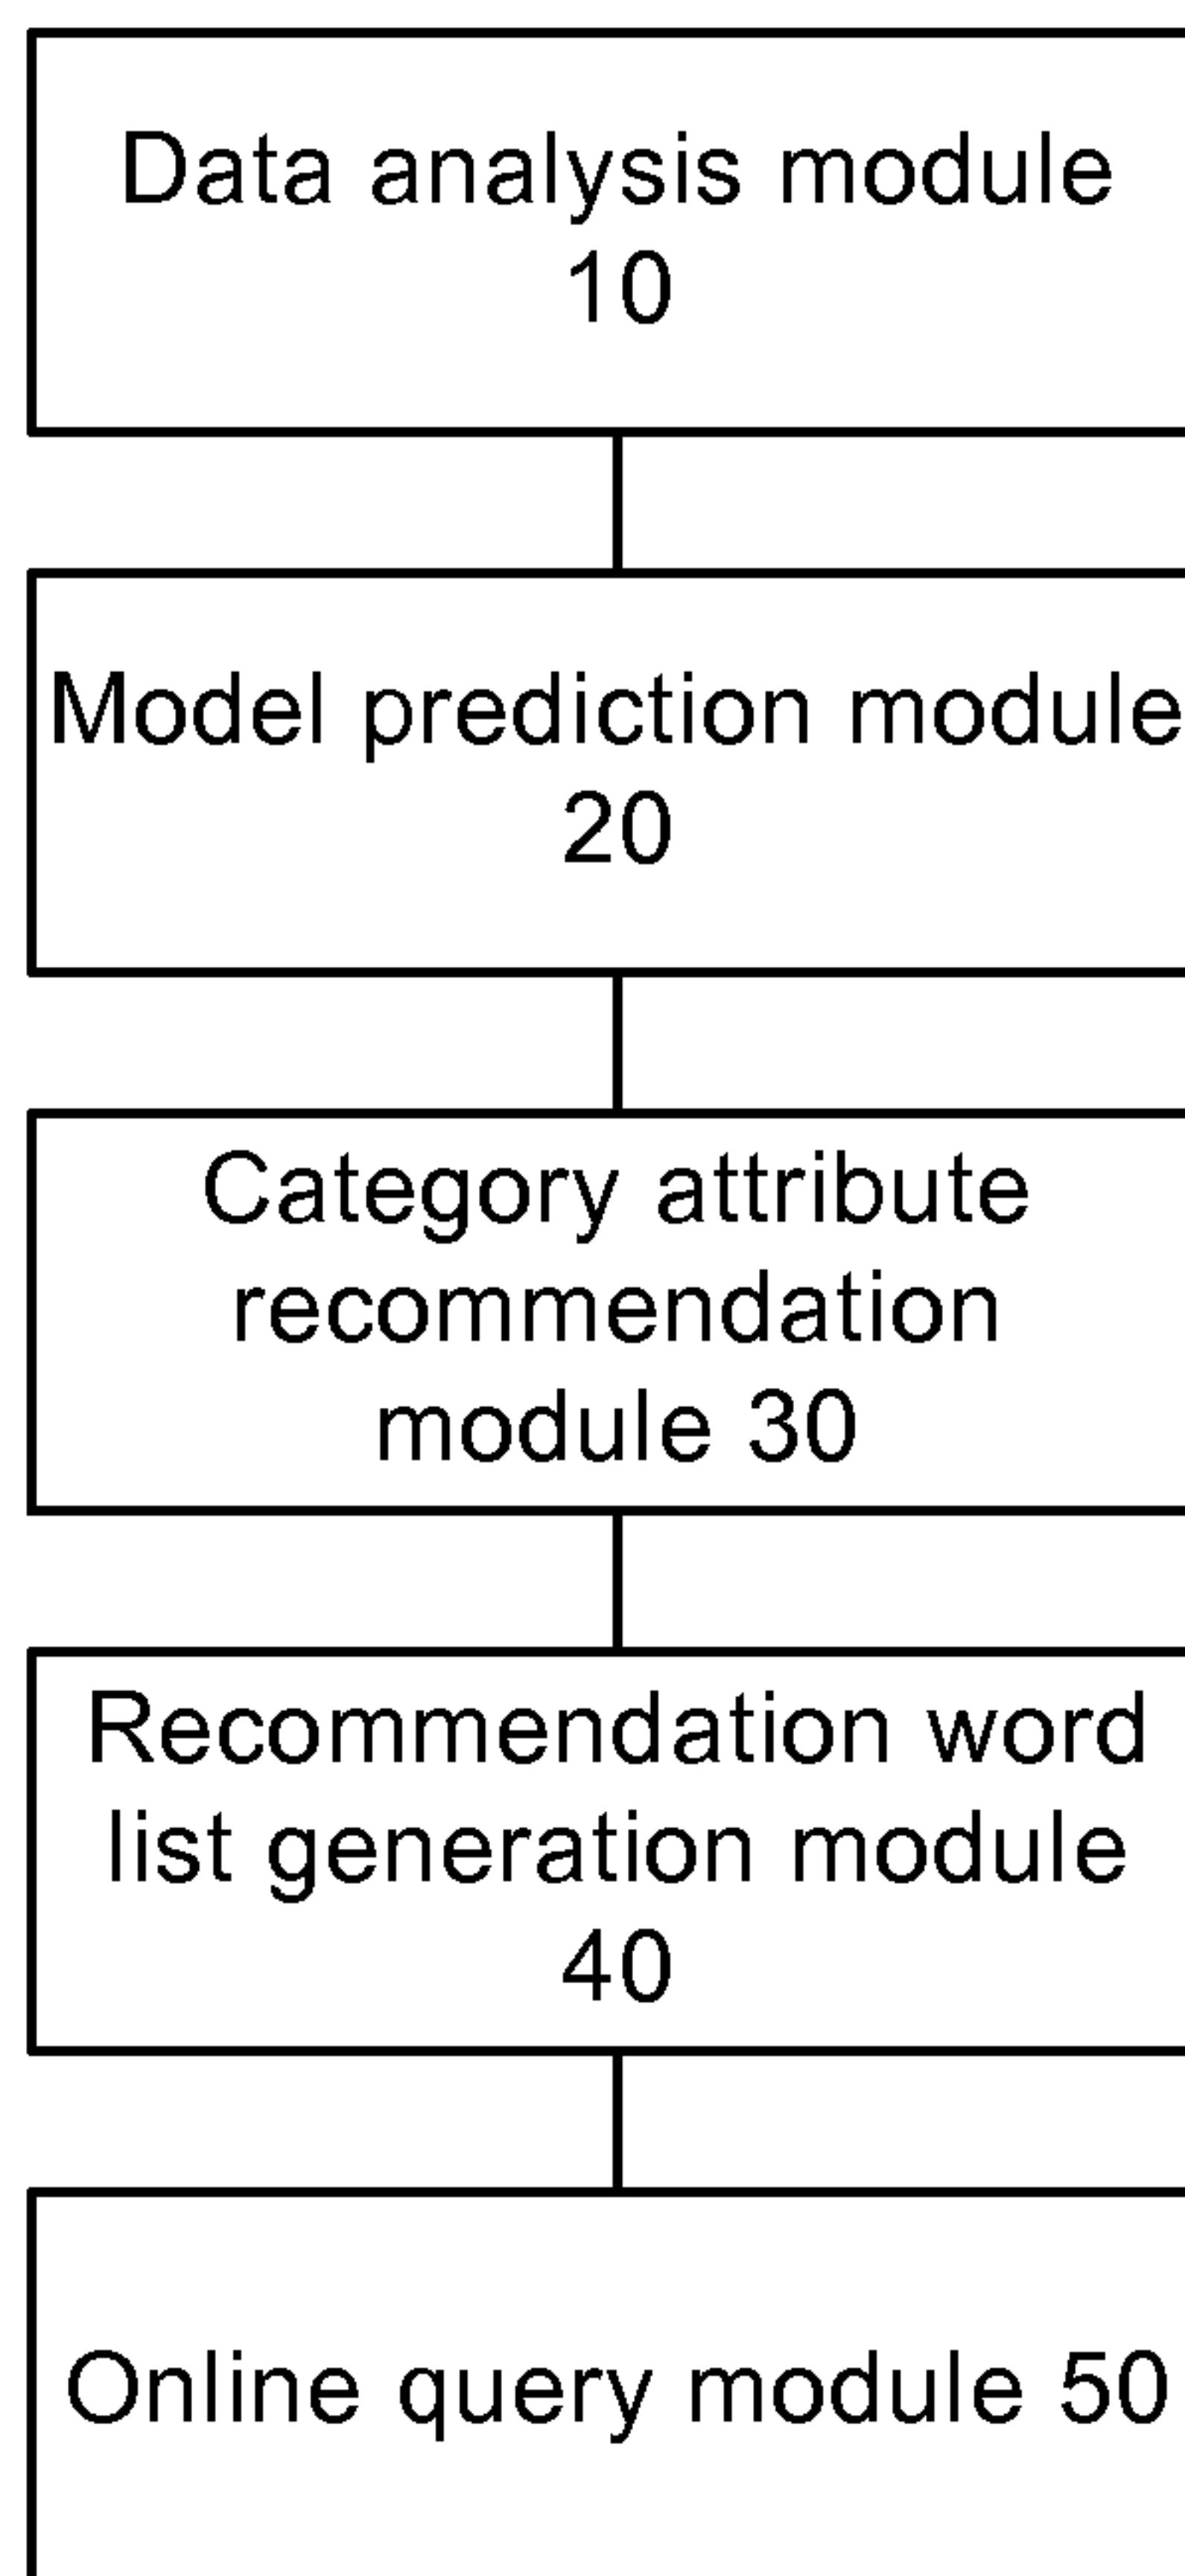 Data analysis module
10
Model prediction module
20
Category attribute
recommendation
module 30
Recommendation word
list generation module
40
Online query module 50